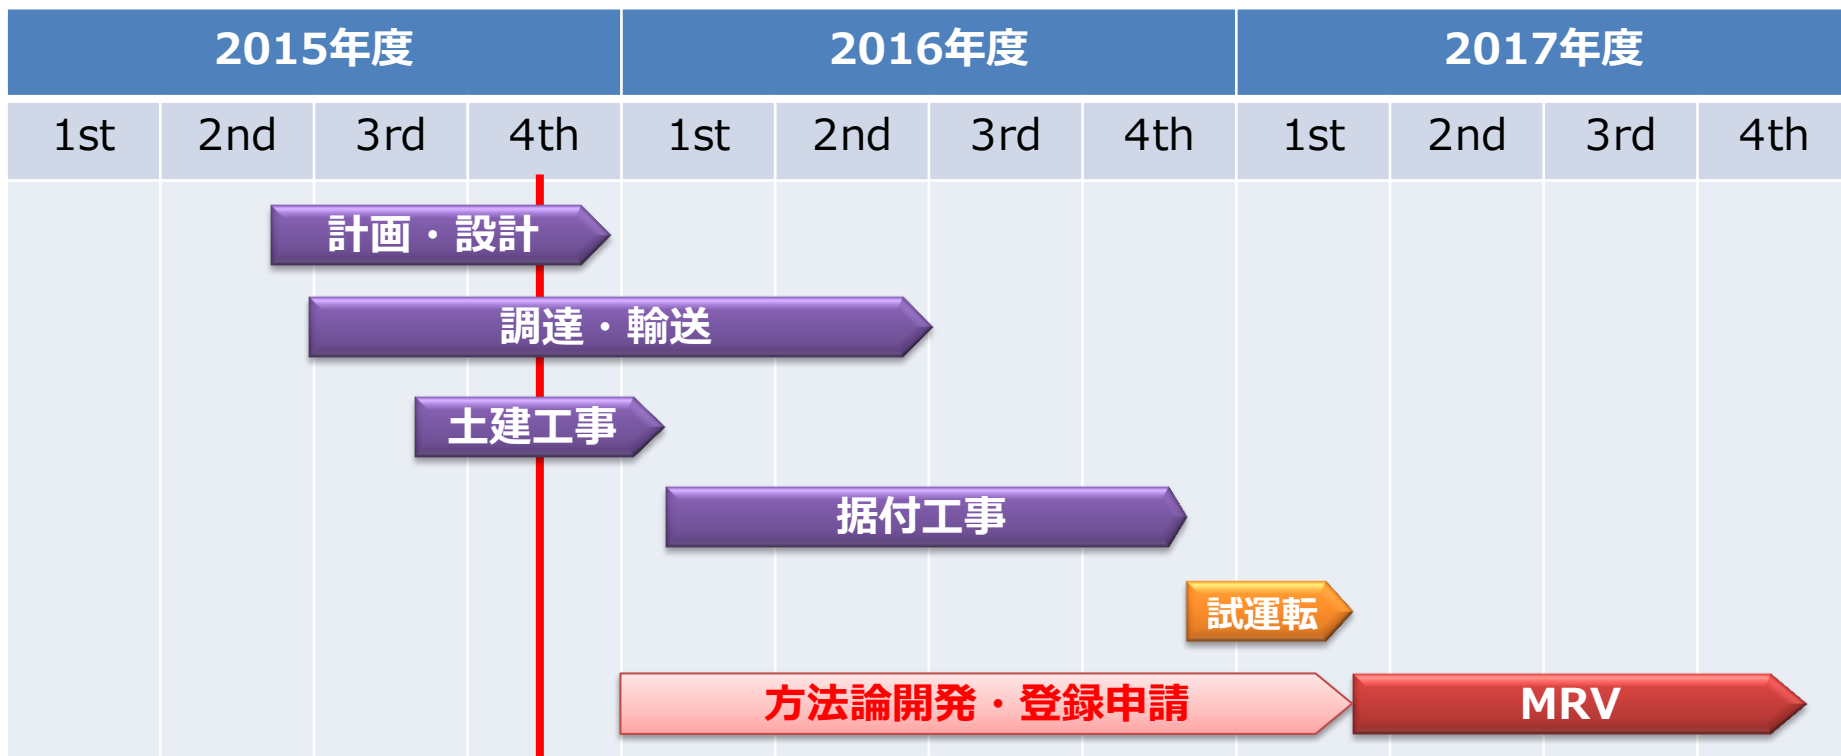 2015年度 2016年度 2017年度
1st 2nd 3rd 4th 1st 2nd 3rd 4th 1st 2nd 3rd 4th
計画・設計
調達・輸送
土建工事
据付工事
試運転
方法論開発・登録申請 MRV